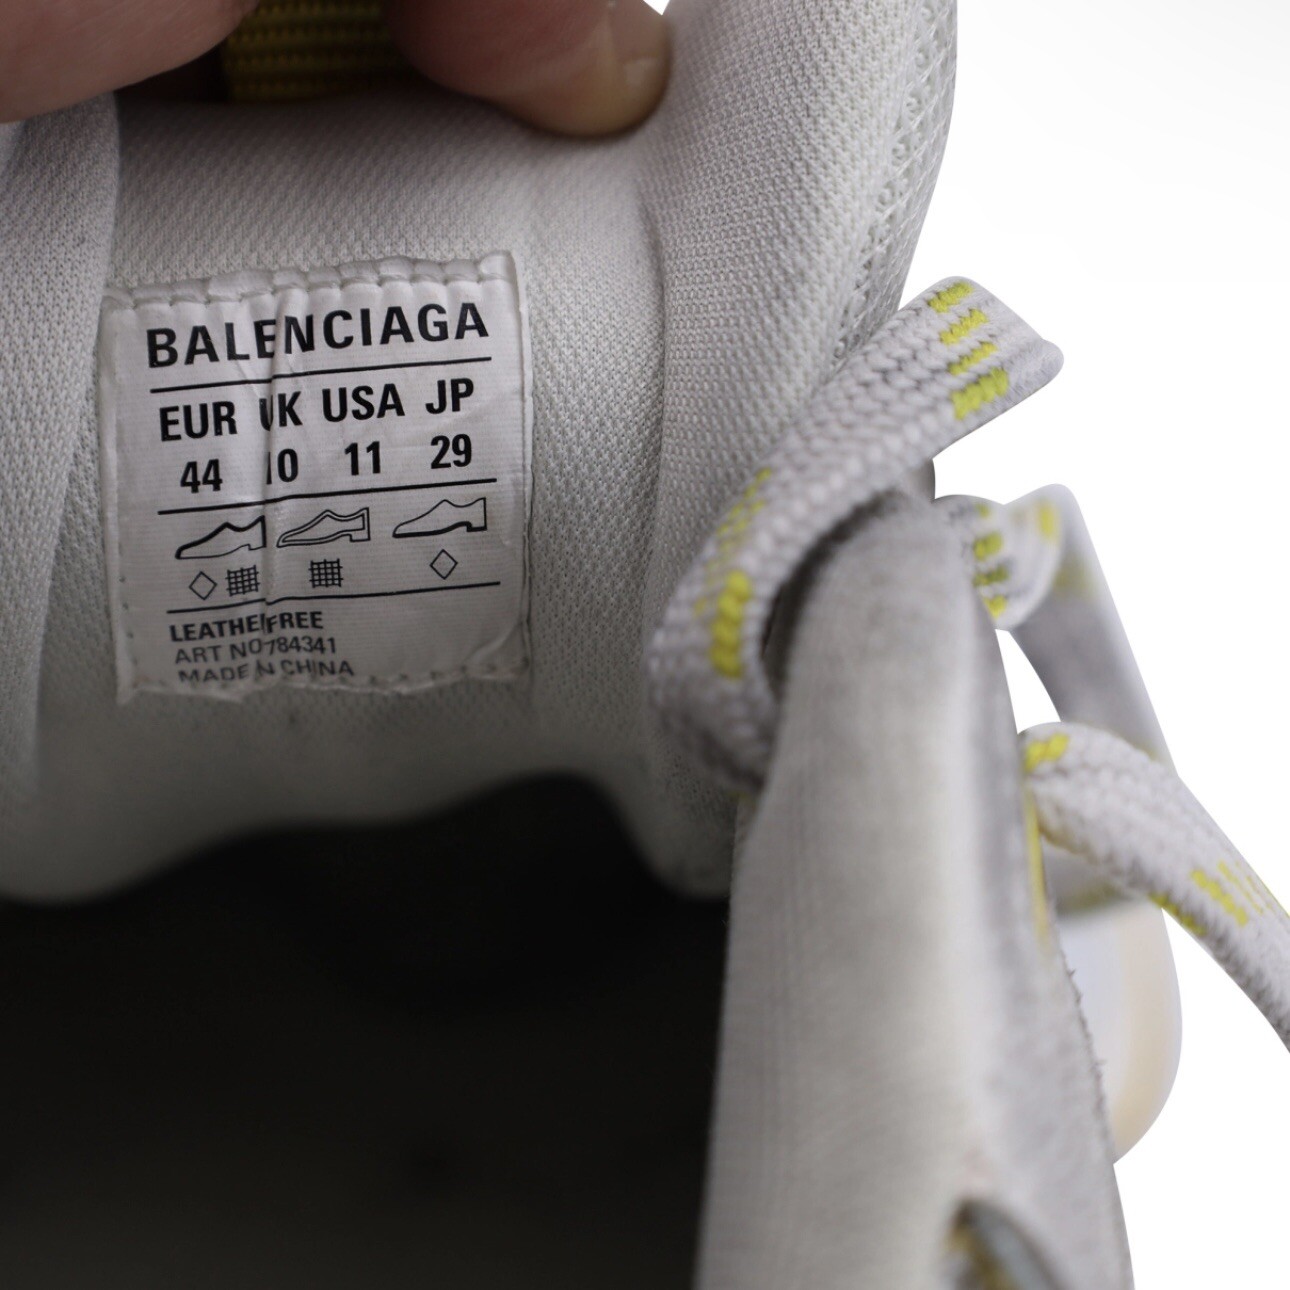 BALENCIAGA
EUR UK USA JP
44 10 11 29
LEATHER FREE
ART NO 784341
MADE IN CHINA